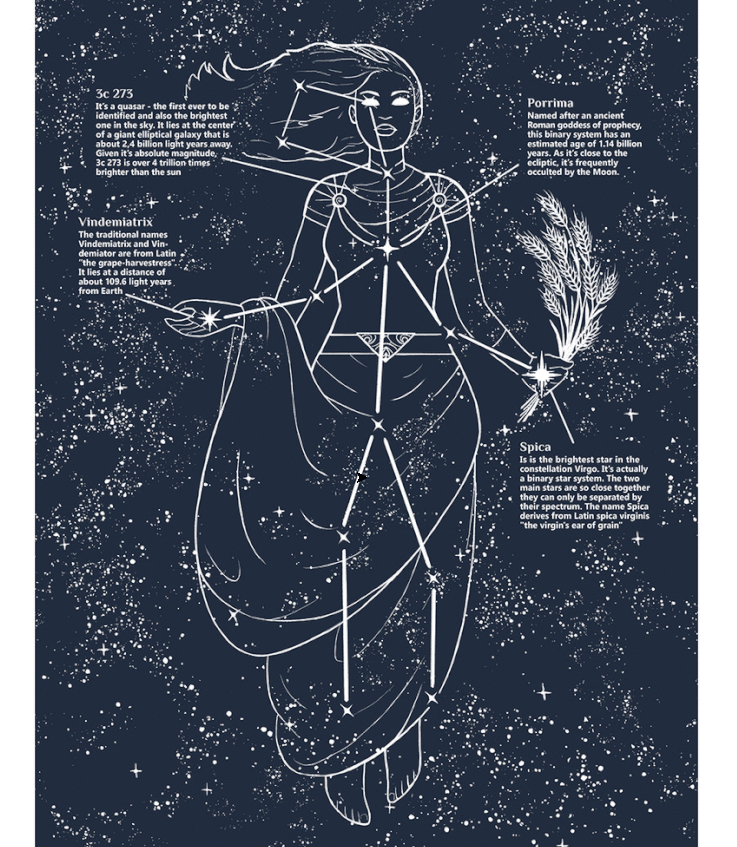 3c 273
It's a quasar - the first ever to be
identified and also the brightest
one in the sky. It lies at the center
of a giant elliptical galaxy that is
about 2,4 billion light years away.
Given it's absolute magnitude,
3c 273 is over 4 trillion times
brighter than the sun
Porrima
Named after an ancient
Roman goddess of prophecy,
this binary system has an
estimated age of 1.14 billion
years. As it's close to the
ecliptic, it's frequently
occulted by the Moon.
Vindemiatrix
The traditional names
Vindemiatrix and Vin-
demiator are from Latin
"the grape-harvestress"
It lies at a distance of
about 109.6 light years
from Earth
Spica
Is is the brightest star in the
constellation Virgo. It's actually
a binary star system. The two
main stars are so close together
they can only be separated by
their spectrum. The name Spica
derives from Latin spica virginis
"the virgin's ear of grain"